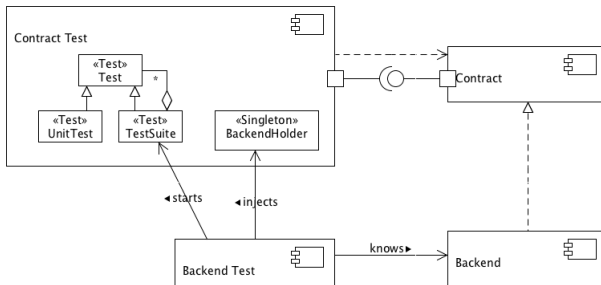 Contract Test
«Test»
Test
*
«Test»
UnitTest
«Test»
TestSuite
«Singleton»
BackendHolder
Contract
◂starts
◂injects
Backend Test
knows▸
Backend